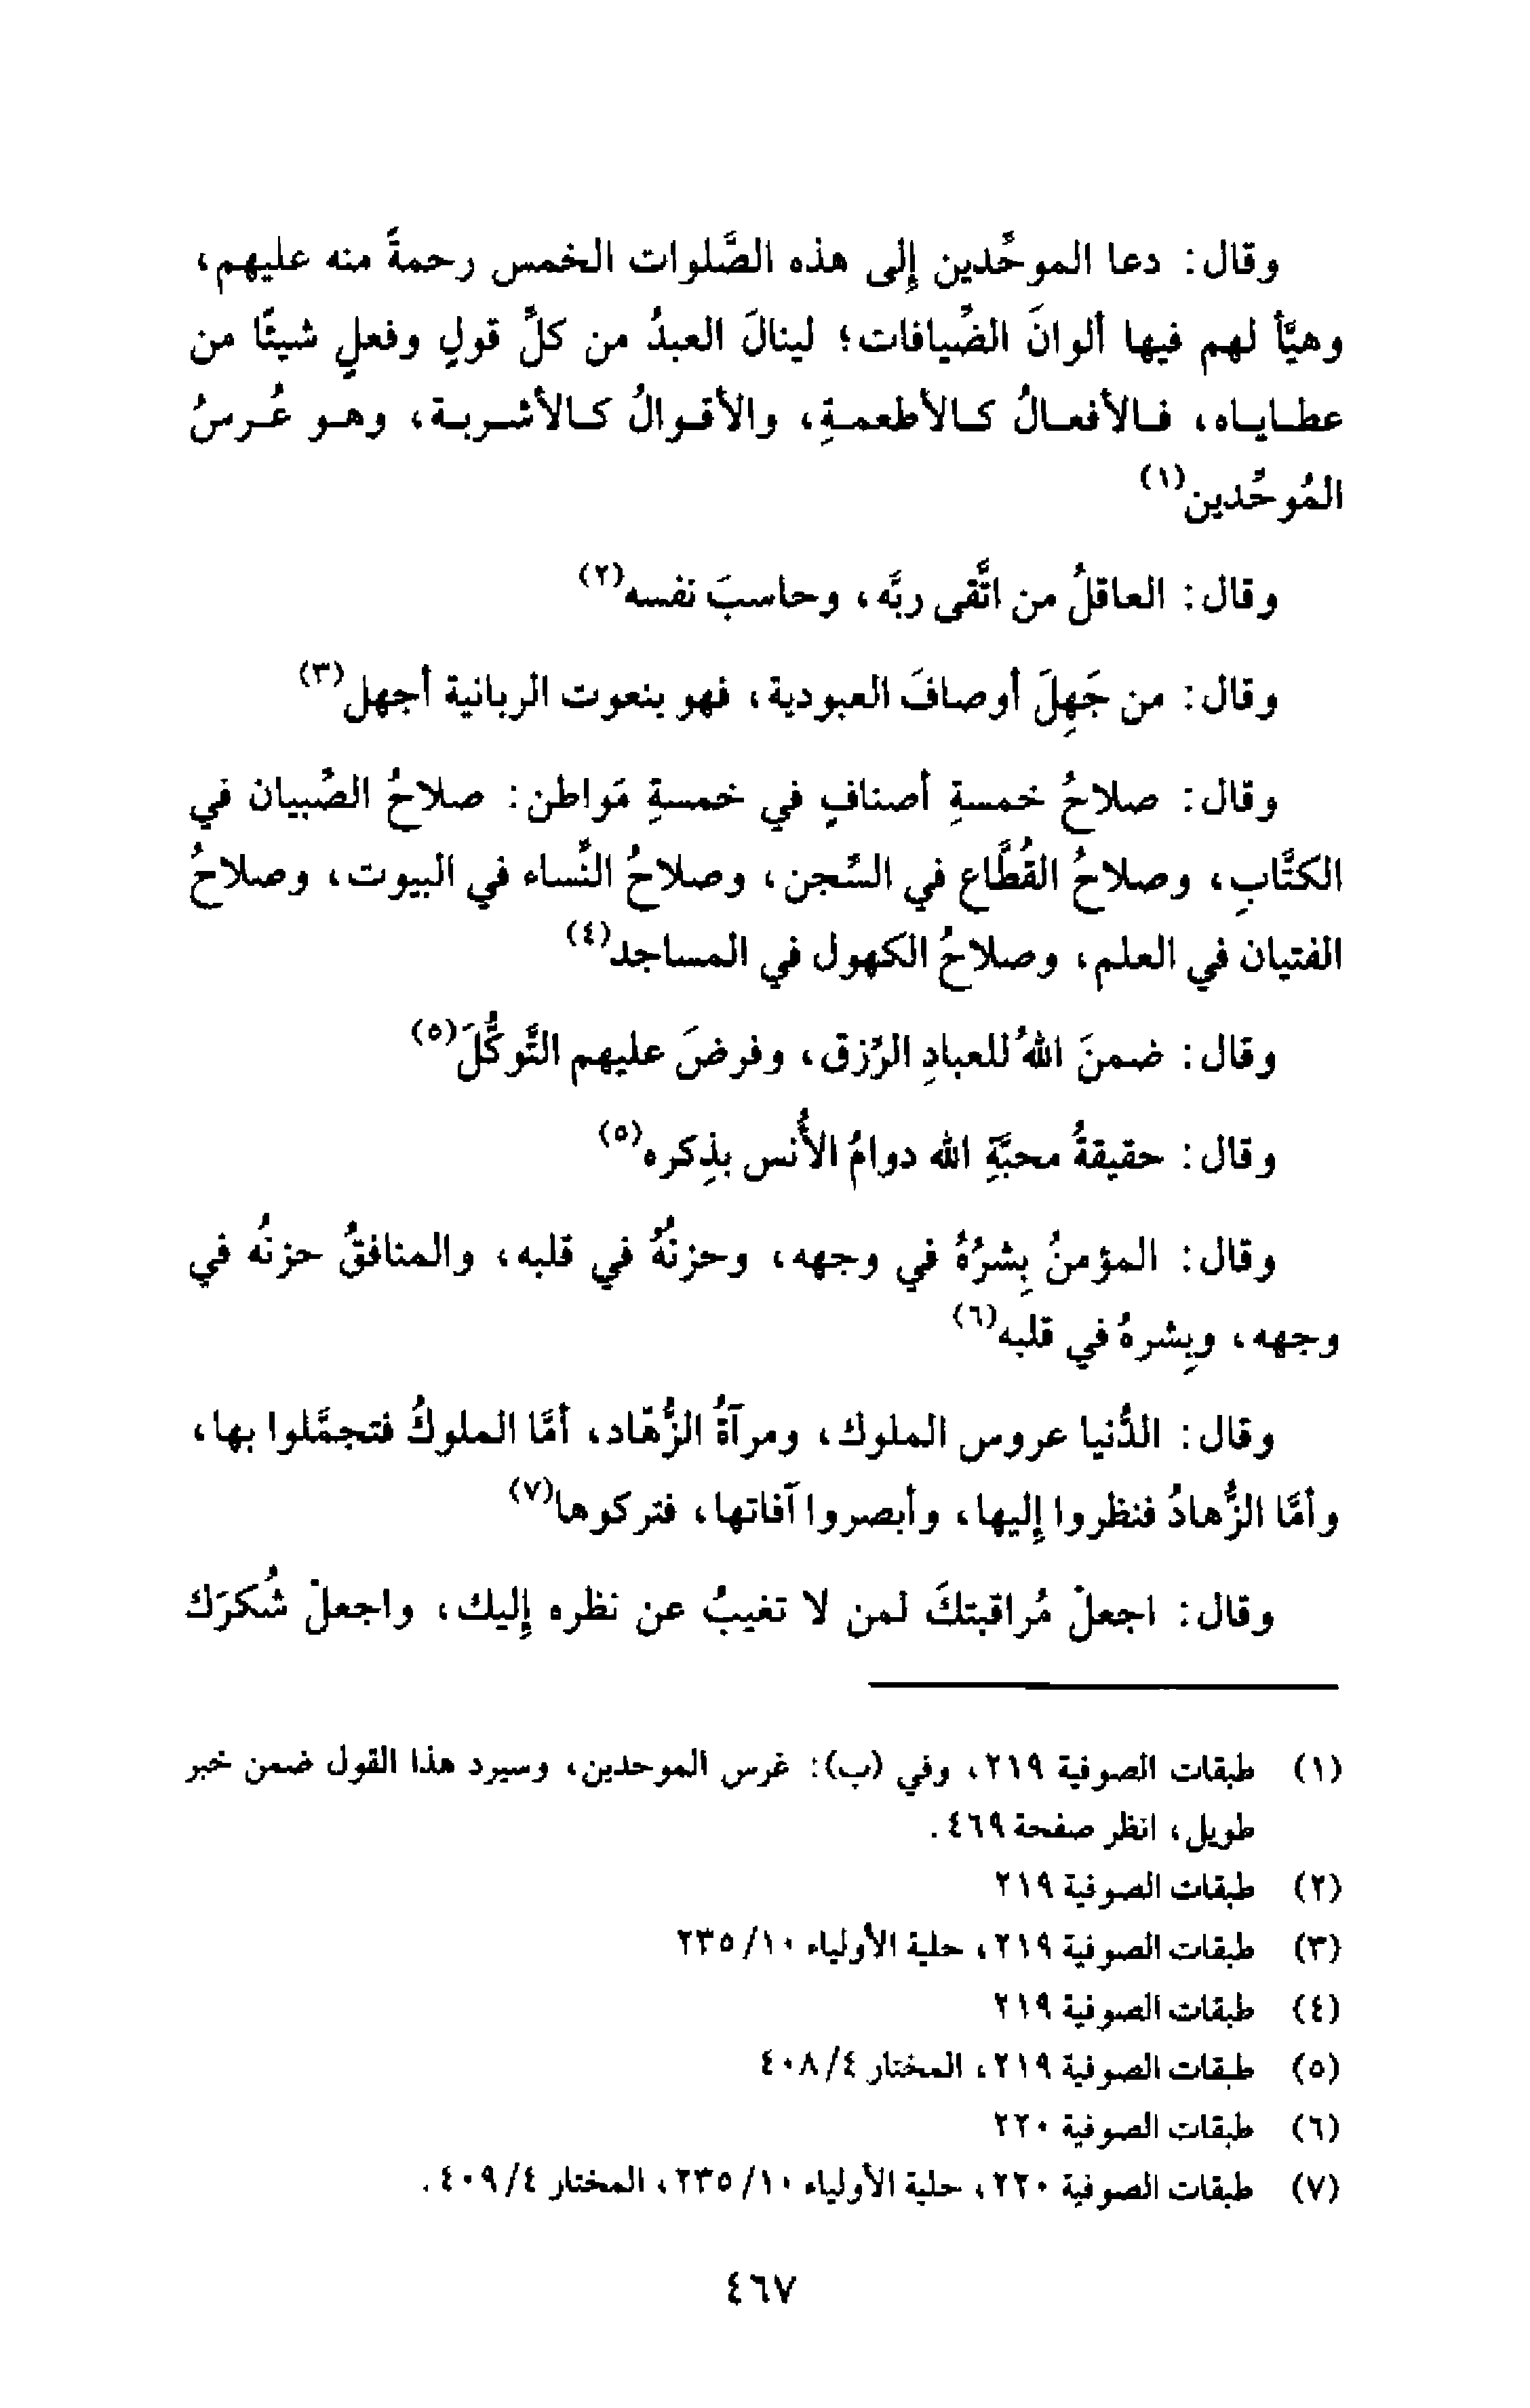 وقال: دعا الموحِّدين إلى هذه الصَّلوات الخمس رحمةً منه عليهم،
وهيَّأ لهم فيها ألوانَ الضِّيافات؛ لينالَ العبدُ من كلِّ قولٍ وفعلٍ شيئًا من
عطاياه، فالأفعالُ كالأطعمةِ، والأقوالُ كالأشربة، وهو عُرسُ
المُوحِّدين(١)
وقال: العاقلُ من اتَّقى ربَّه، وحاسبَ نفسه(٢)
وقال: من جَهِلَ أوصافَ العبودية، فهو بنعوت الربانية أجهل(٣)
وقال: صلاحُ خمسةِ أصنافٍ في خمسةِ مَواطن: صلاحُ الصِّبيان في
الكتَّابِ، وصلاحُ القُطَّاع في السِّجن، وصلاحُ النِّساء في البيوت، وصلاحُ
الفتيان في العلم، وصلاحُ الكهول في المساجد(٤)
وقال: ضمنَ اللهُ للعبادِ الرِّزق، وفرضَ عليهم التَّوكُّلَ(٥)
وقال: حقيقةُ محبَّةِ الله دوامُ الأُنس بذِكره(٥)
وقال: المؤمنُ بِشرُهُ في وجهه، وحزنُهُ في قلبه، والمنافقُ حزنُه في
وجهه، وبِشرهُ في قلبه(٦)
وقال: الدُّنيا عروس الملوك، ومرآةُ الزُّهّاد، أمَّا الملوكُ فتجمَّلوا بها،
وأمَّا الزُّهادُ فنظروا إليها، وأبصروا آفاتها، فتركوها(٧)
وقال: اجعلْ مُراقبتكَ لمن لا تغيبُ عن نظره إليك، واجعلْ شُكرَك
(١) طبقات الصوفية ٢١٩، وفي (ب): غرس الموحدين، وسيرد هذا القول ضمن خبر
طويل، انظر صفحة ٤٦٩.
(٢) طبقات الصوفية ٢١٩
(٣) طبقات الصوفية ٢١٩، حلية الأولياء ١٠/ ٢٣٥
(٤) طبقات الصوفية ٢١٩
(٥) طبقات الصوفية ٢١٩، المختار ٤/ ٤٠٨
(٦) طبقات الصوفية ٢٢٠
(٧) طبقات الصوفية ٢٢٠، حلية الأولياء ١٠/ ٢٣٥، المختار ٤/ ٤٠٩.
٤٦٧